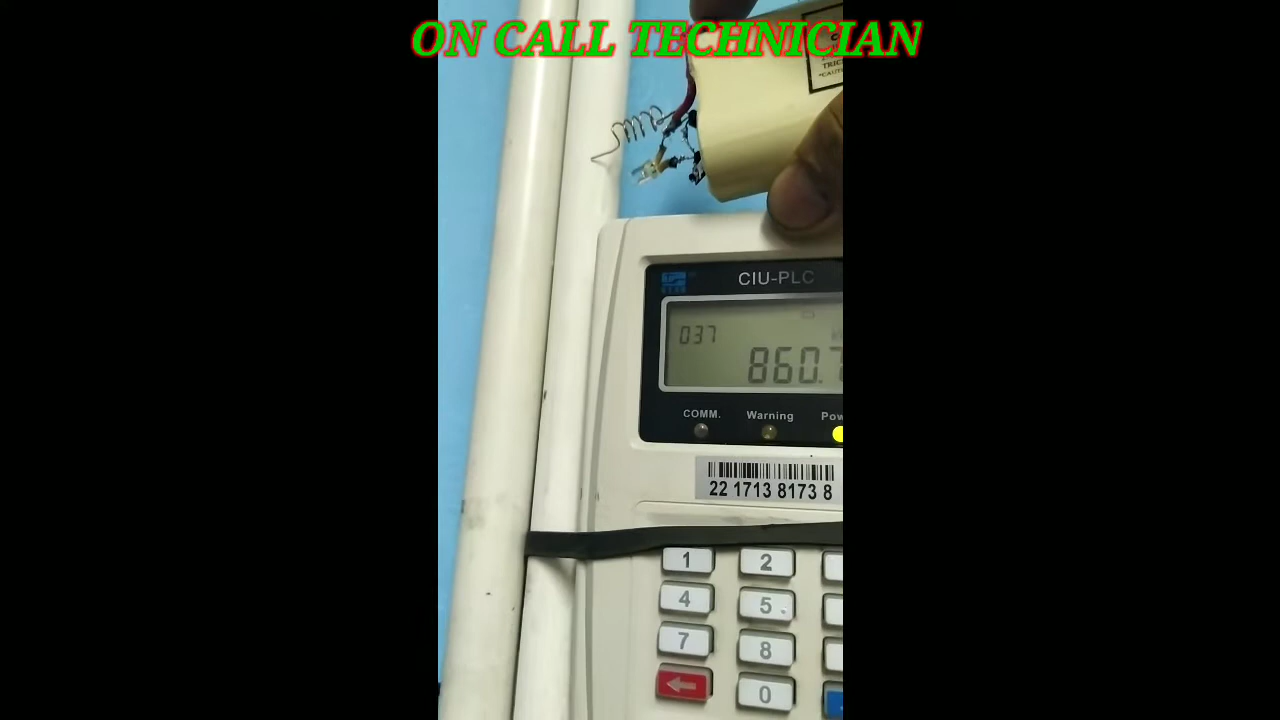 ON CALL TECHNICIAN
CIU-PLC
037
860.7
COMM. Warning
22 1713 8173 8
1 2
4 5
7 8
0